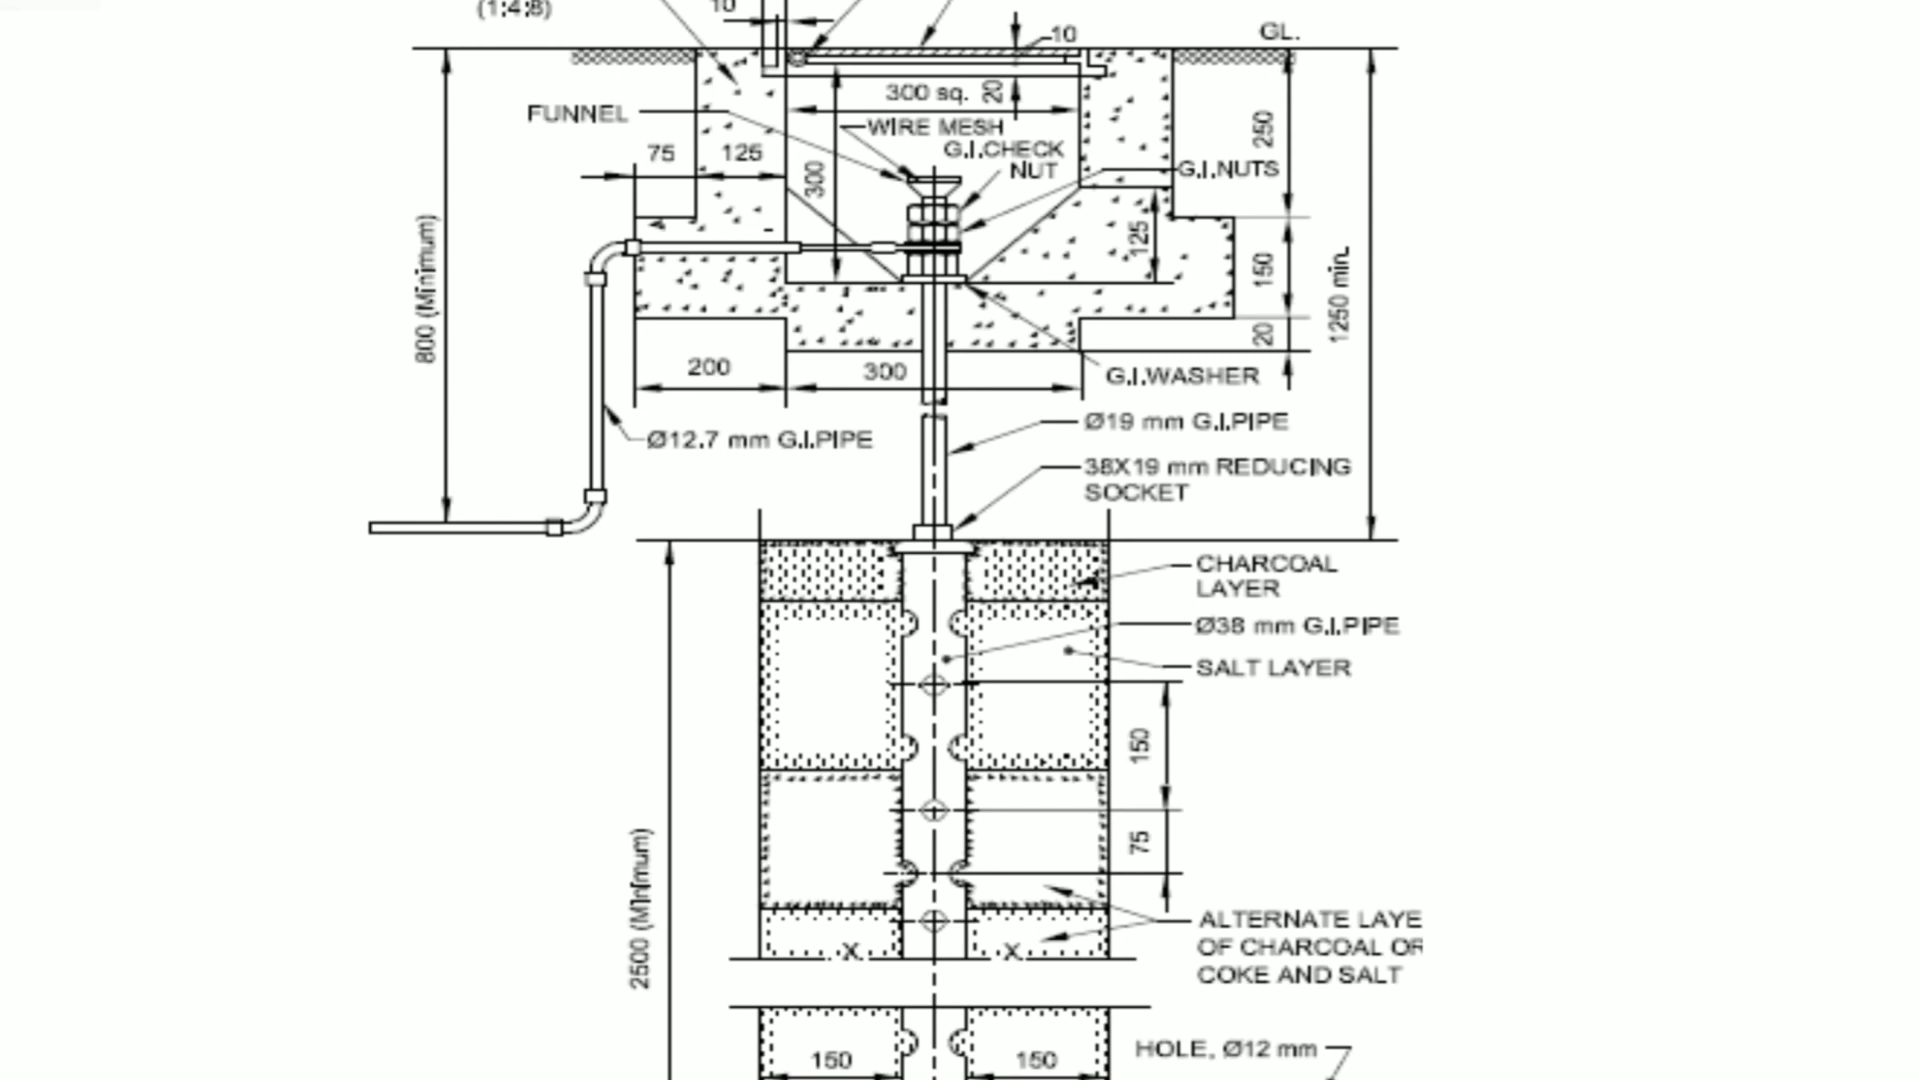 (1:4:8)
10
10
GL.
300 sq.
20
FUNNEL
WIRE MESH
G.I.CHECK
NUT
G.I.NUTS
75
125
300
250
125
150
20
800 (Minimum)
1250 min.
200
300
G.I.WASHER
Ø12.7 mm G.I.PIPE
Ø19 mm G.I.PIPE
38X19 mm REDUCING
SOCKET
CHARCOAL
LAYER
Ø38 mm G.I.PIPE
SALT LAYER
150
75
2500 (Minimum)
ALTERNATE LAYE
OF CHARCOAL OR
COKE AND SALT
X
X
HOLE, Ø12 mm
150
150